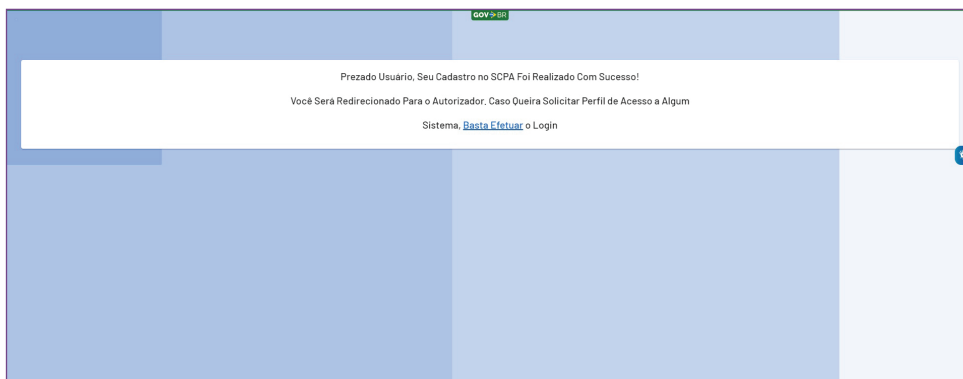 GOV BR
Prezado Usuário, Seu Cadastro no SCPA Foi Realizado Com Sucesso!
Você Será Redirecionado Para o Autorizador. Caso Queira Solicitar Perfil de Acesso a Algum
Sistema, Basta Efetuar o Login